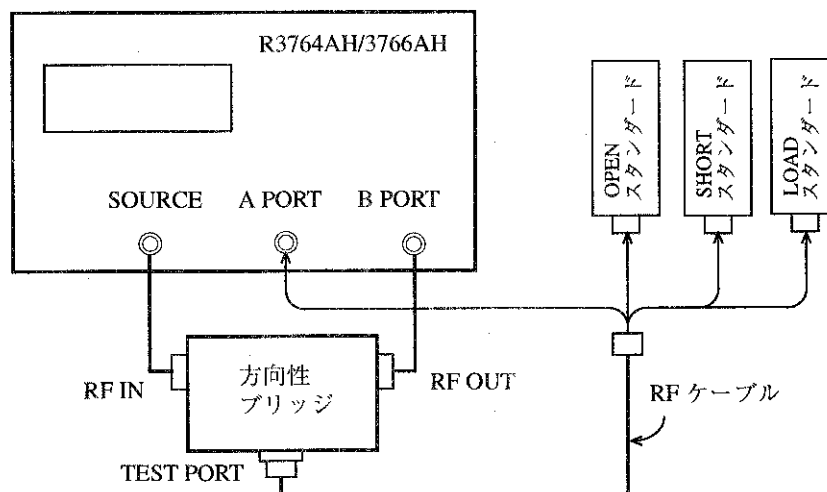 R3764AH/3766AH
SOURCE
A PORT
B PORT
OPEN
スタンダード
SHORT
スタンダード
LOAD
スタンダード
RF IN
方向性
ブリッジ
RF OUT
TEST PORT
RF ケーブル